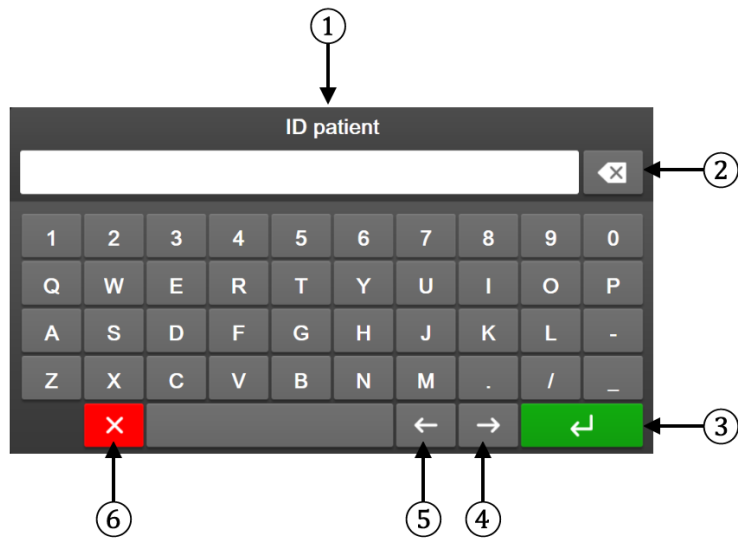 ①
ID patient
②
1 2 3 4 5 6 7 8 9 0
Q W E R T Y U I O P
A S D F G H J K L -
Z X C V B N M . / _
③
⑥ ⑤ ④